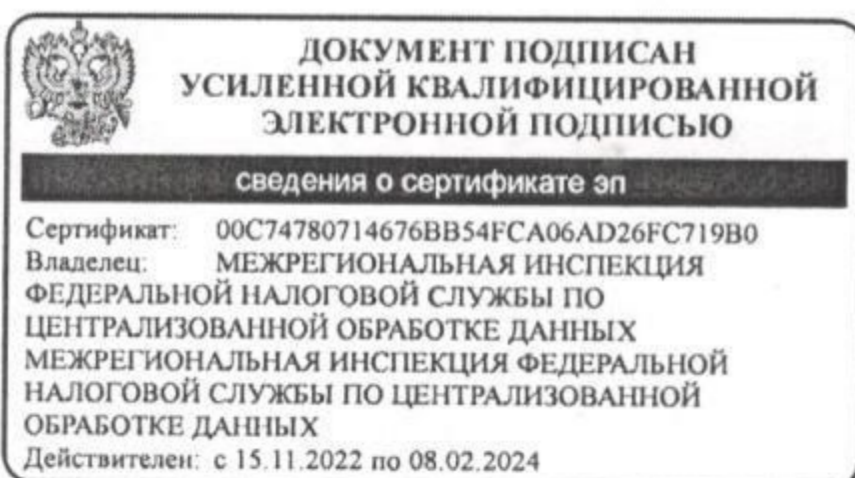 ДОКУМЕНТ ПОДПИСАН
УСИЛЕННОЙ КВАЛИФИЦИРОВАННОЙ
ЭЛЕКТРОННОЙ ПОДПИСЬЮ
сведения о сертификате эп
Сертификат: 00C74780714676BB54FCA06AD26FC719B0
Владелец: МЕЖРЕГИОНАЛЬНАЯ ИНСПЕКЦИЯ
ФЕДЕРАЛЬНОЙ НАЛОГОВОЙ СЛУЖБЫ ПО
ЦЕНТРАЛИЗОВАННОЙ ОБРАБОТКЕ ДАННЫХ
МЕЖРЕГИОНАЛЬНАЯ ИНСПЕКЦИЯ ФЕДЕРАЛЬНОЙ
НАЛОГОВОЙ СЛУЖБЫ ПО ЦЕНТРАЛИЗОВАННОЙ
ОБРАБОТКЕ ДАННЫХ
Действителен: с 15.11.2022 по 08.02.2024